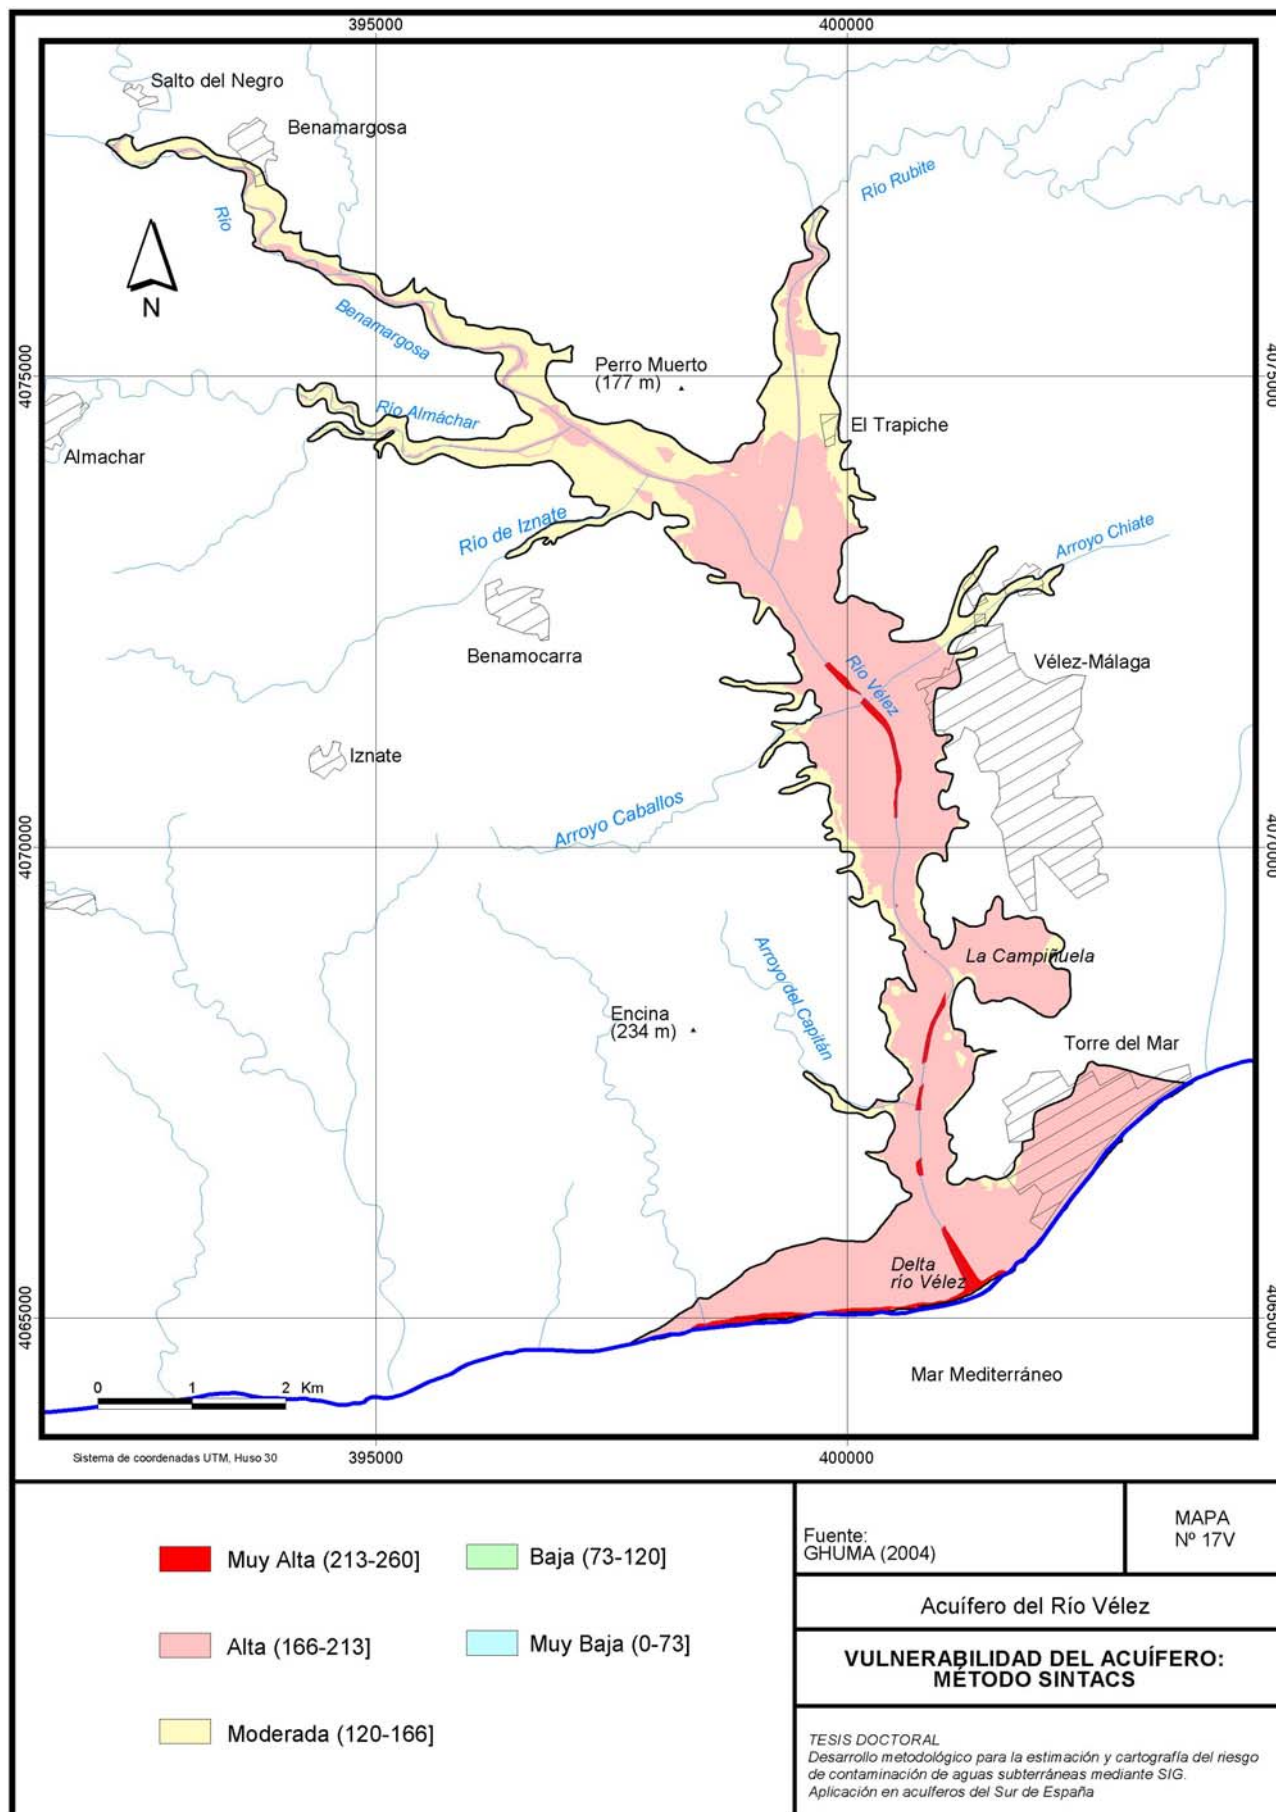 395000
400000
Salto del Negro
Benamargosa
Río Rubite
Río
N
Benamargosa
Perro Muerto
(177 m)
4075000
4075000
Río Almáchar
El Trapiche
Almachar
Río de Iznate
Arroyo Chiate
Benamocarra
Vélez-Málaga
Río Vélez
Iznate
Arroyo Caballos
4070000
4070000
La Campiñuela
Arroyo del Capitán
Encina
(234 m)
Torre del Mar
Delta
río Vélez
4065000
4065000
Mar Mediterráneo
0 1 2 Km
Sistema de coordenadas UTM, Huso 30
395000
400000
Muy Alta (213-260]
Baja (73-120]
Alta (166-213]
Muy Baja (0-73]
Moderada (120-166]
Fuente:
GHUMA (2004)
MAPA
Nº 17V
Acuífero del Río Vélez
VULNERABILIDAD DEL ACUÍFERO:
MÉTODO SINTACS
TESIS DOCTORAL
Desarrollo metodológico para la estimación y cartografía del riesgo
de contaminación de aguas subterráneas mediante SIG.
Aplicación en acuíferos del Sur de España